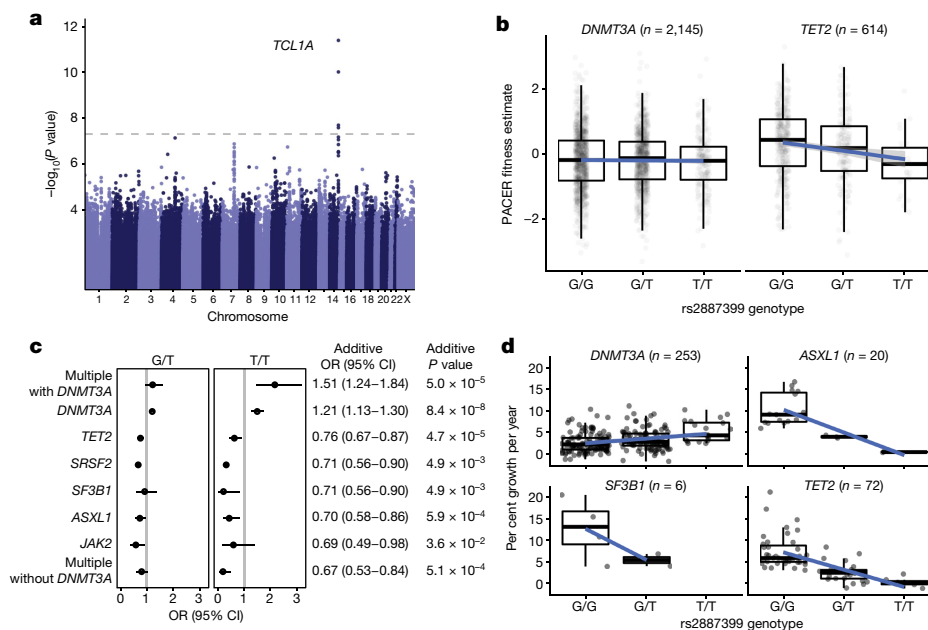 a
TCL1A
12
10
8
6
4
−log10(P value)
1 2 3 4 5 6 7 8 9 10 12 14 16 18 20 22 X
Chromosome
b
DNMT3A (n = 2,145) TET2 (n = 614)
PACER fitness estimate
2
0
−2
G/G G/T T/T G/G G/T T/T
rs2887399 genotype
c
G/T T/T Additive OR (95% CI) Additive P value
Multiple with DNMT3A 1.51 (1.24–1.84) 5.0 × 10−5
DNMT3A 1.21 (1.13–1.30) 8.4 × 10−8
TET2 0.76 (0.67–0.87) 4.7 × 10−5
SRSF2 0.71 (0.56–0.90) 4.9 × 10−3
SF3B1 0.71 (0.56–0.90) 4.9 × 10−3
ASXL1 0.70 (0.58–0.86) 5.9 × 10−4
JAK2 0.69 (0.49–0.98) 3.6 × 10−2
Multiple without DNMT3A 0.67 (0.53–0.84) 5.1 × 10−4
0 1 2 3 0 1 2 3
OR (95% CI)
d
DNMT3A (n = 253) ASXL1 (n = 20)
20
15
10
5
0
SF3B1 (n = 6) TET2 (n = 72)
20
15
10
5
0
Per cent growth per year
G/G G/T T/T G/G G/T T/T
rs2887399 genotype